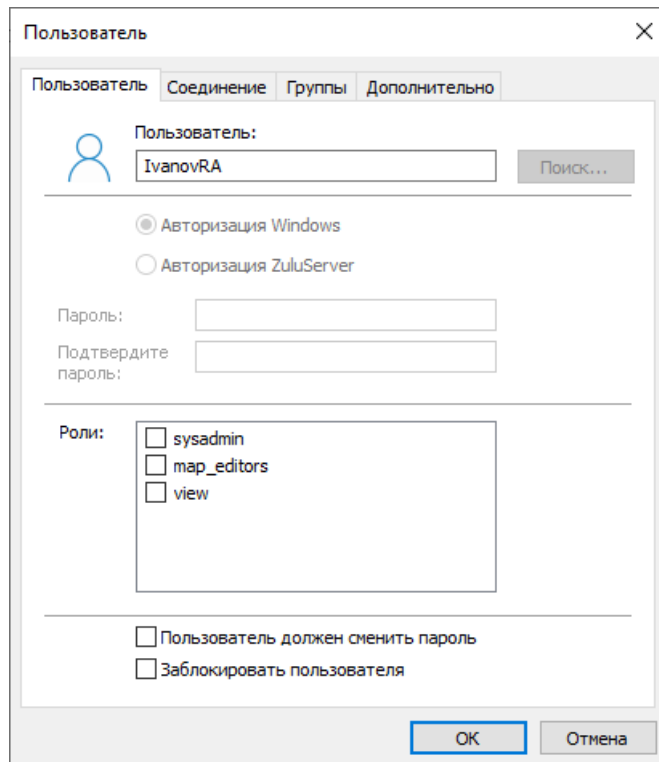 Пользователь
Пользователь Соединение Группы Дополнительно
Пользователь:
IvanovRA Поиск...
Авторизация Windows
Авторизация ZuluServer
Пароль:
Подтвердите
пароль:
Роли: sysadmin
map_editors
view
Пользователь должен сменить пароль
Заблокировать пользователя
OK Отмена